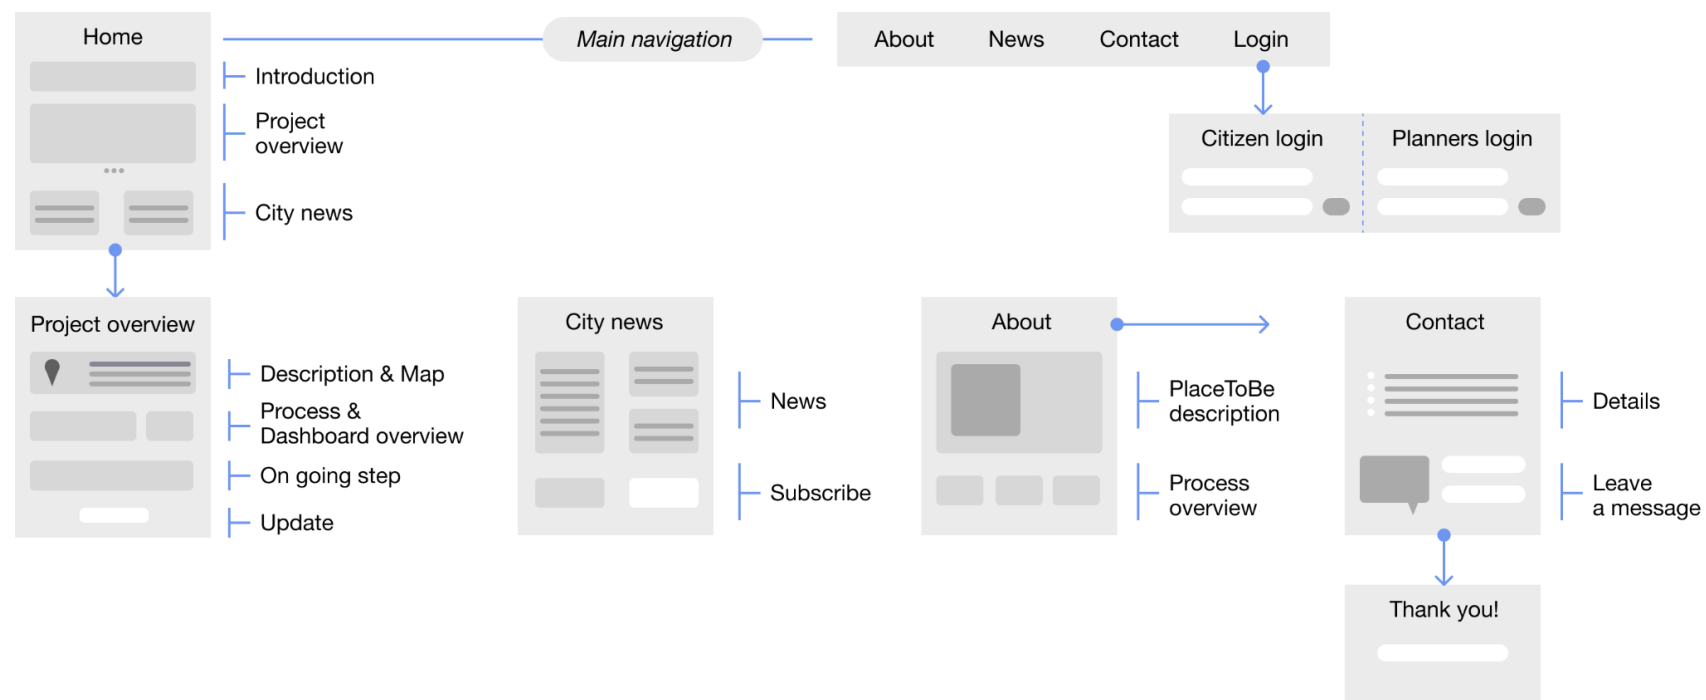 Home
Main navigation
About
News
Contact
Login
Introduction
Project
overview
City news
Citizen login
Planners login
Project overview
Description & Map
Process &
Dashboard overview
On going step
Update
City news
News
Subscribe
About
PlaceToBe
description
Process
overview
Contact
Details
Leave
a message
Thank you!